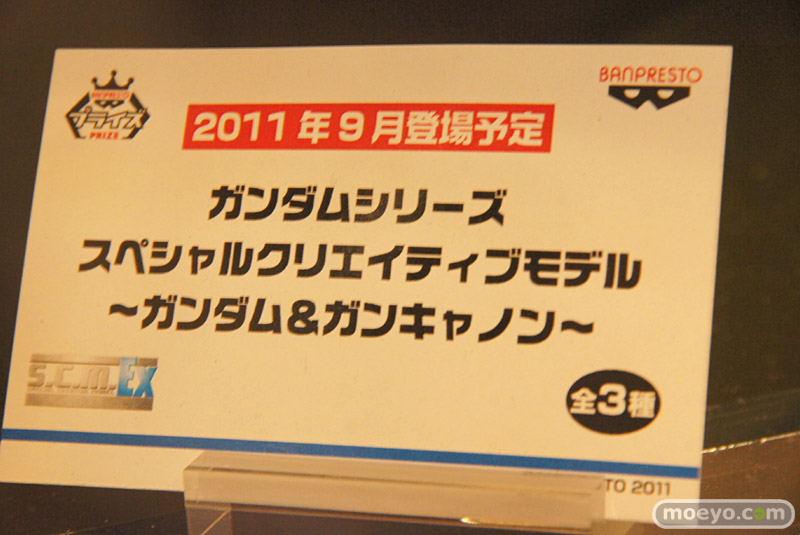 BANPRESTO
プライズ
PRIZE
BANPRESTO
2011年9月登場予定
ガンダムシリーズ
スペシャルクリエイティブモデル
～ガンダム&ガンキャノン～
S.C.M.EX
全3種
TO 2011
moeyo.com